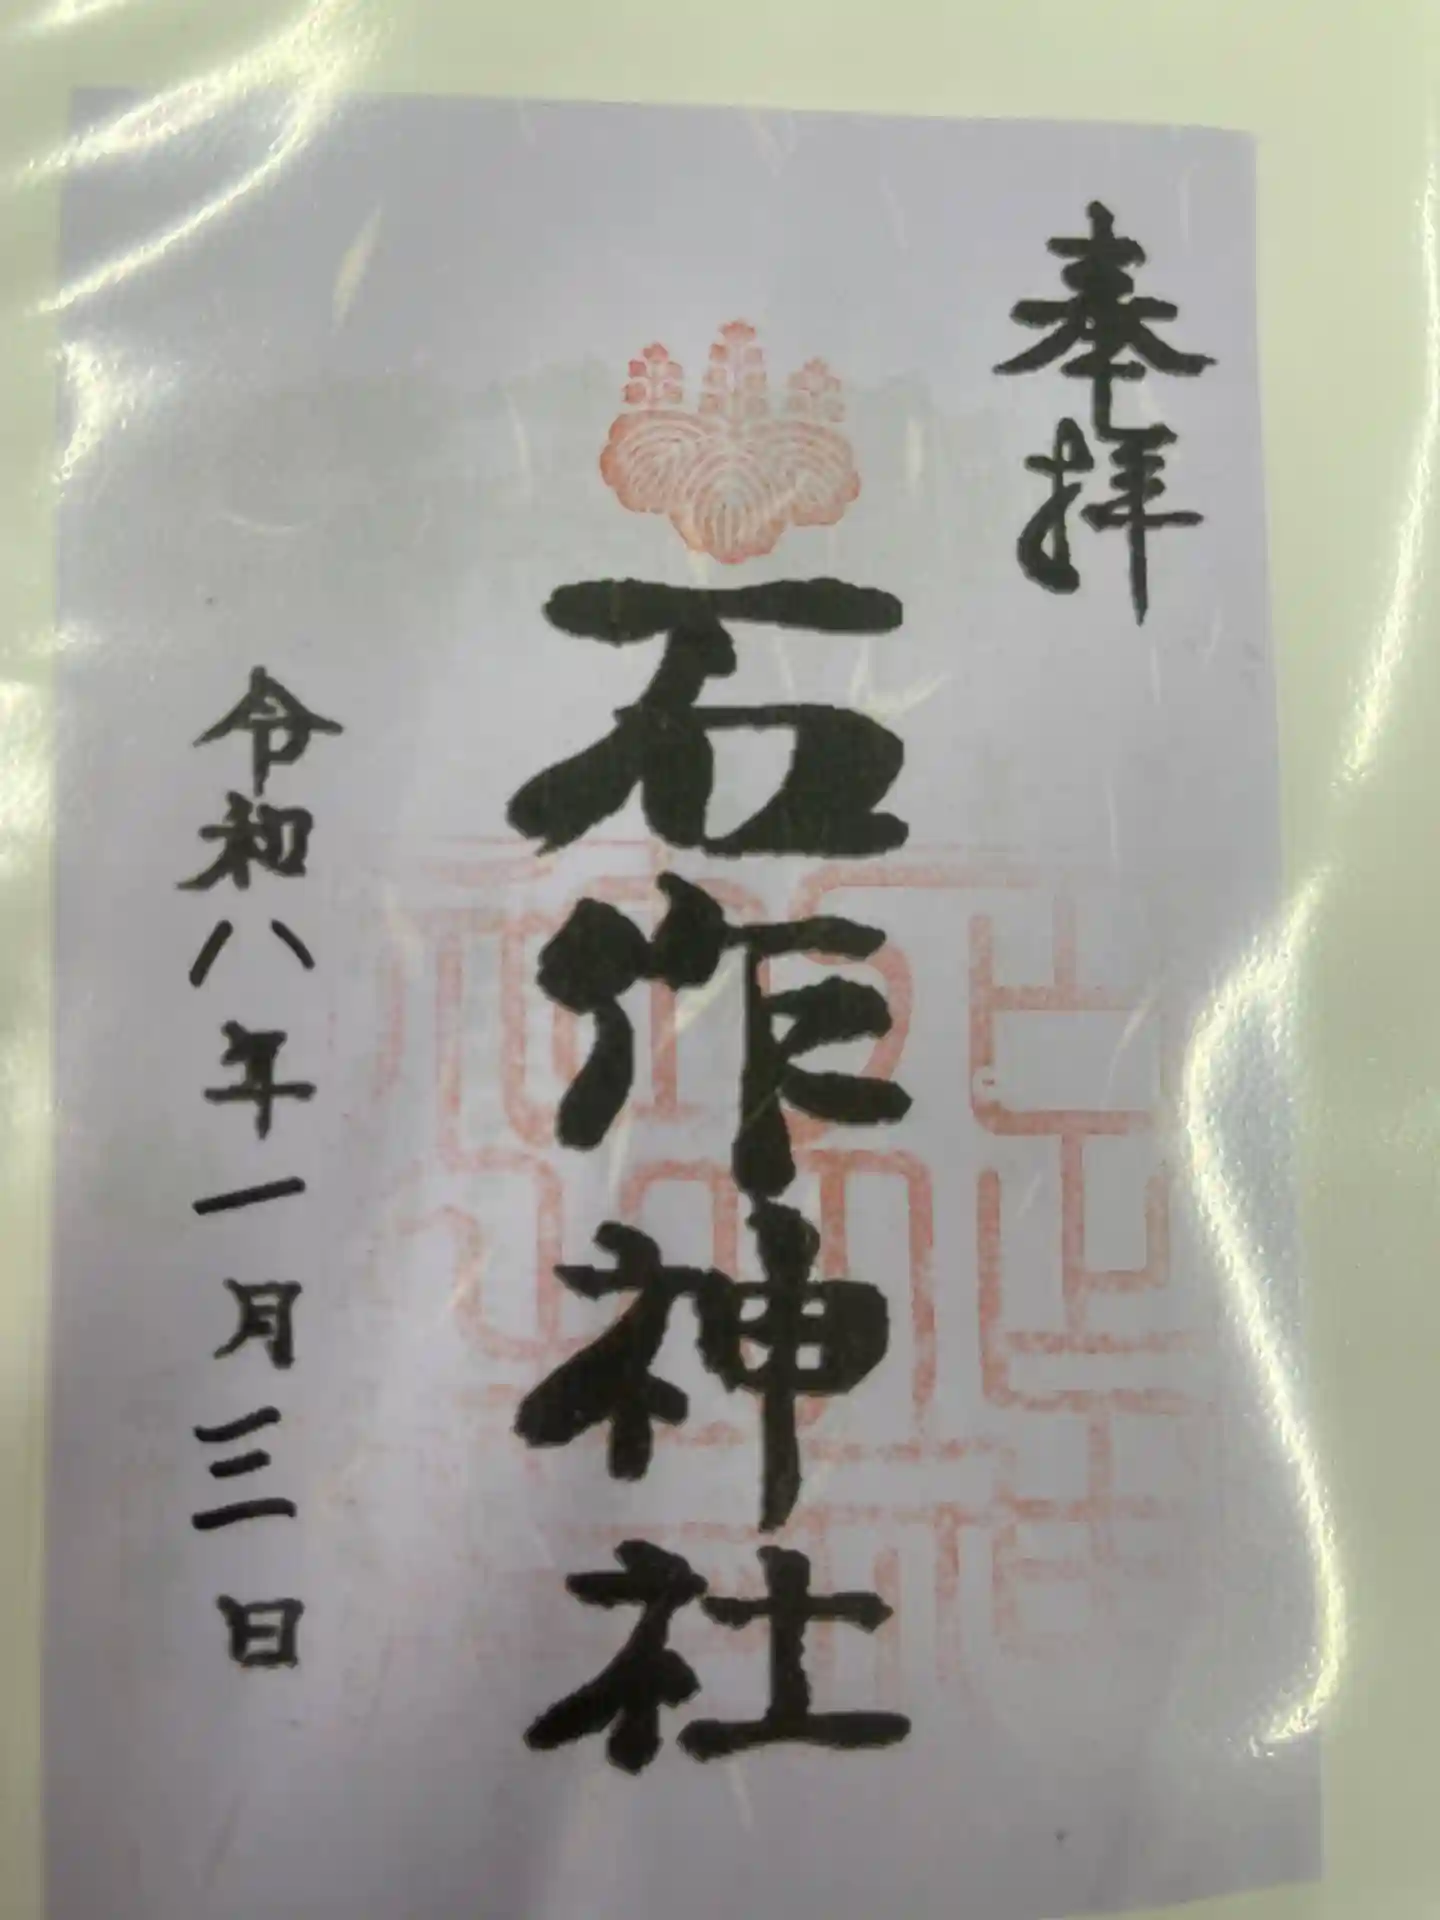 奉拝
石作神社
令和八年一月三日